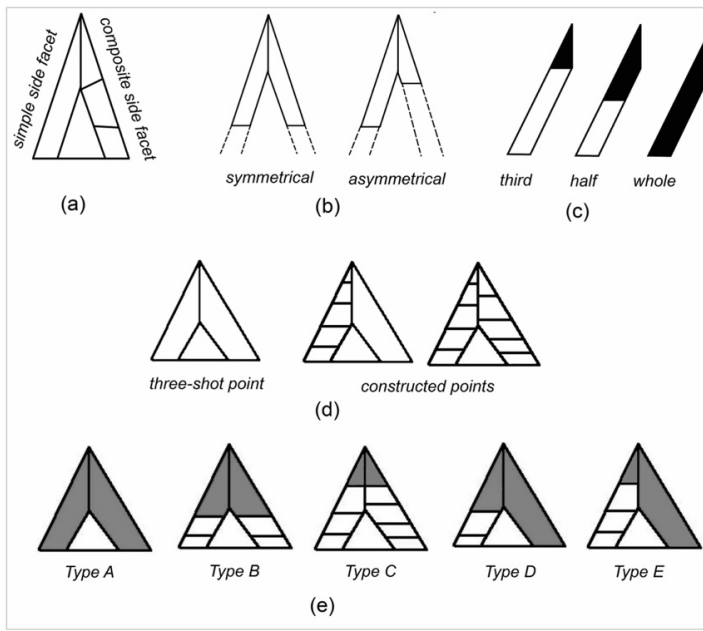 simple side facet
composite side facet
(a)
symmetrical
asymmetrical
(b)
third
half
whole
(c)
three-shot point
constructed points
(d)
Type A
Type B
Type C
Type D
Type E
(e)